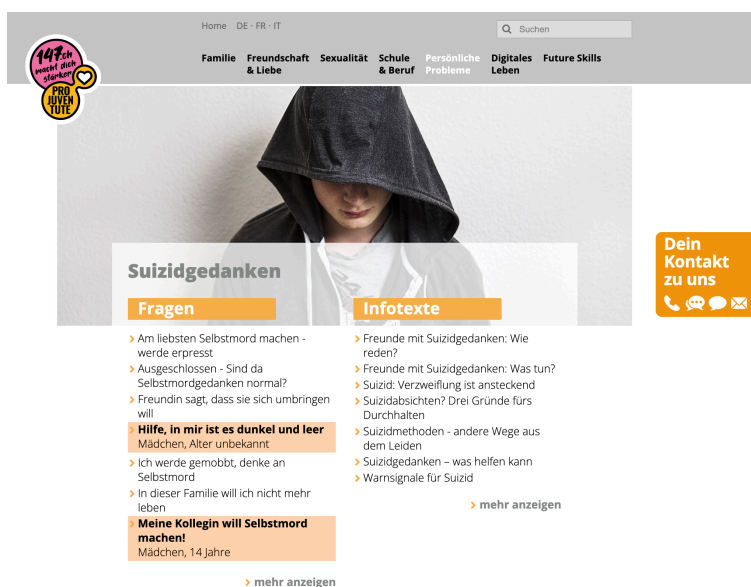 Home DE · FR · IT
Suchen
147.ch
macht dich
stärker
PRO
JUVEN
TUTE
Familie Freundschaft Sexualität Schule Persönliche Digitales Future Skills
& Liebe & Beruf Probleme Leben
Dein
Kontakt
zu uns
Suizidgedanken
Fragen
Am liebsten Selbstmord machen -
werde erpresst
Ausgeschlossen - Sind da
Selbstmordgedanken normal?
Freundin sagt, dass sie sich umbringen
will
Hilfe, in mir ist es dunkel und leer
Mädchen, Alter unbekannt
Ich werde gemobbt, denke an
Selbstmord
In dieser Familie will ich nicht mehr
leben
Meine Kollegin will Selbstmord
machen!
Mädchen, 14 Jahre
mehr anzeigen
Infotexte
Freunde mit Suizidgedanken: Wie
reden?
Freunde mit Suizidgedanken: Was tun?
Suizid: Verzweiflung ist ansteckend
Suizidabsichten? Drei Gründe fürs
Durchhalten
Suizidmethoden - andere Wege aus
dem Leiden
Suizidgedanken – was helfen kann
Warnsignale für Suizid
mehr anzeigen